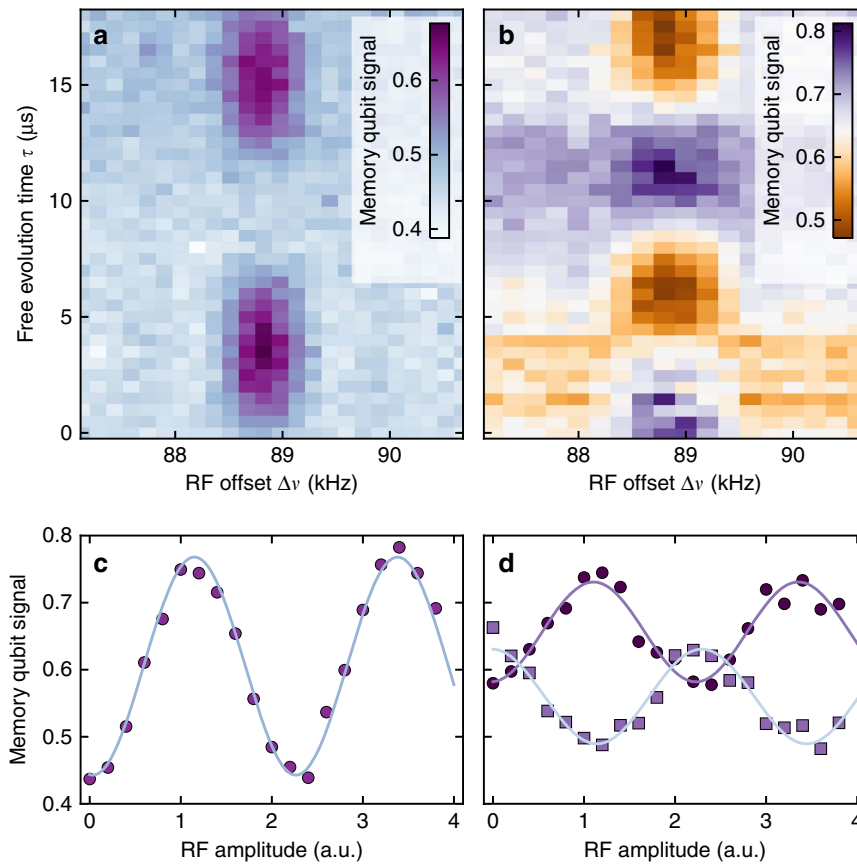 a
b
Free evolution time τ (μs)
15
10
5
0
88
89
90
RF offset Δν (kHz)
Memory qubit signal
0.6
0.5
0.4
88
89
90
RF offset Δν (kHz)
Memory qubit signal
0.8
0.7
0.6
0.5
c
Memory qubit signal
0.8
0.7
0.6
0.5
0.4
0
1
2
3
4
RF amplitude (a.u.)
d
0
1
2
3
4
RF amplitude (a.u.)